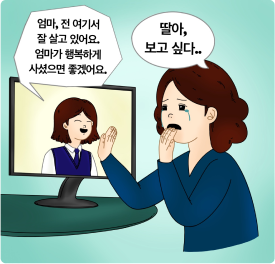 엄마, 전 여기서
잘 살고 있어요.
엄마가 행복하게
사셨으면 좋겠어요.
딸아,
보고 싶다..